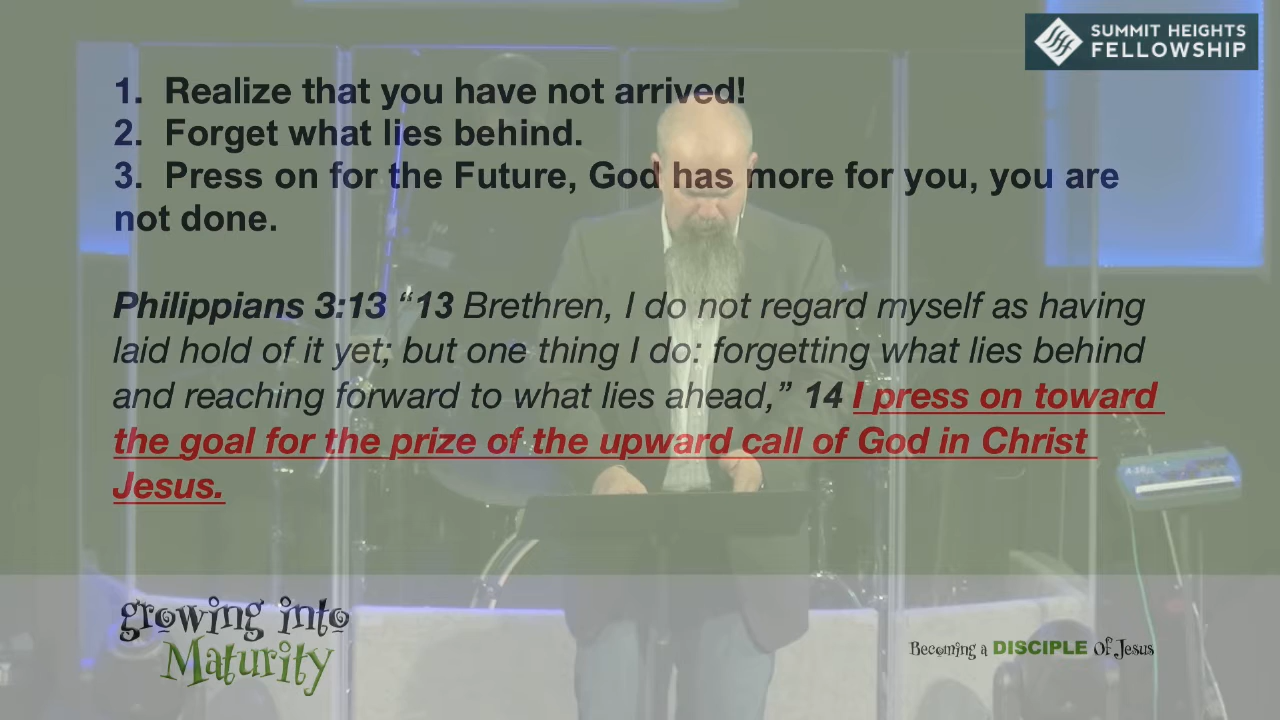 SUMMIT HEIGHTS
FELLOWSHIP
1. Realize that you have not arrived!
2. Forget what lies behind.
3. Press on for the Future, God has more for you, you are
not done.
Philippians 3:13 “13 Brethren, I do not regard myself as having
laid hold of it yet; but one thing I do: forgetting what lies behind
and reaching forward to what lies ahead,” 14 I press on toward
the goal for the prize of the upward call of God in Christ
Jesus.
growing into
Maturity
Becoming a DISCIPLE Of Jesus